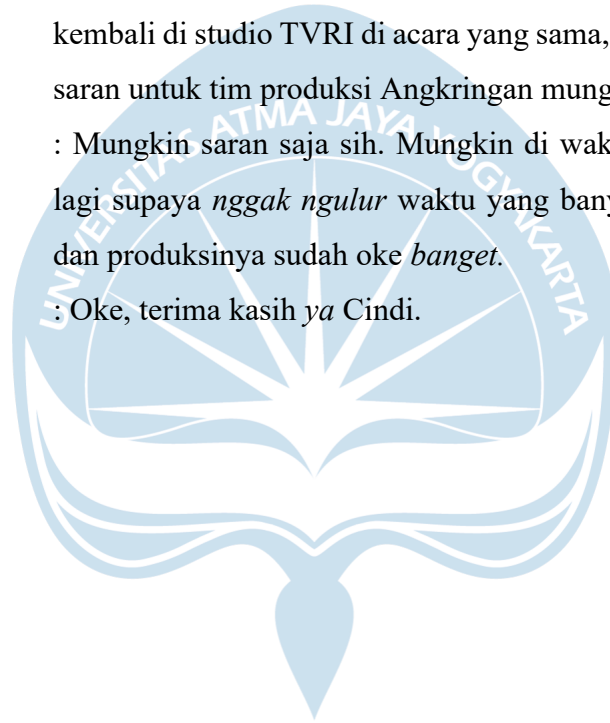 kembali di studio TVRI di acara yang sama,
saran untuk tim produksi Angkringan mung
: Mungkin saran saja sih. Mungkin di wak
lagi supaya nggak ngulur waktu yang bany
dan produksinya sudah oke banget.
: Oke, terima kasih ya Cindi.
UNIVERSITAS ATMA JAYA YOGYAKARTA